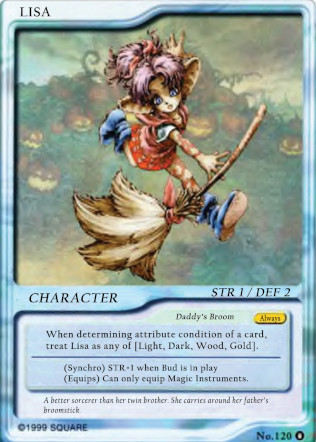 LISA
STR 1 / DEF 2
CHARACTER
Daddy's Broom
Always
When determining attribute condition of a card,
treat Lisa as any of [Light, Dark, Wood, Gold].
(Synchro) STR+1 when Bud is in play
(Equips) Can only equip Magic Instruments.
A better sorcerer than her twin brother. She carries around her father's
broomstick.
©1999 SQUARE
No.120